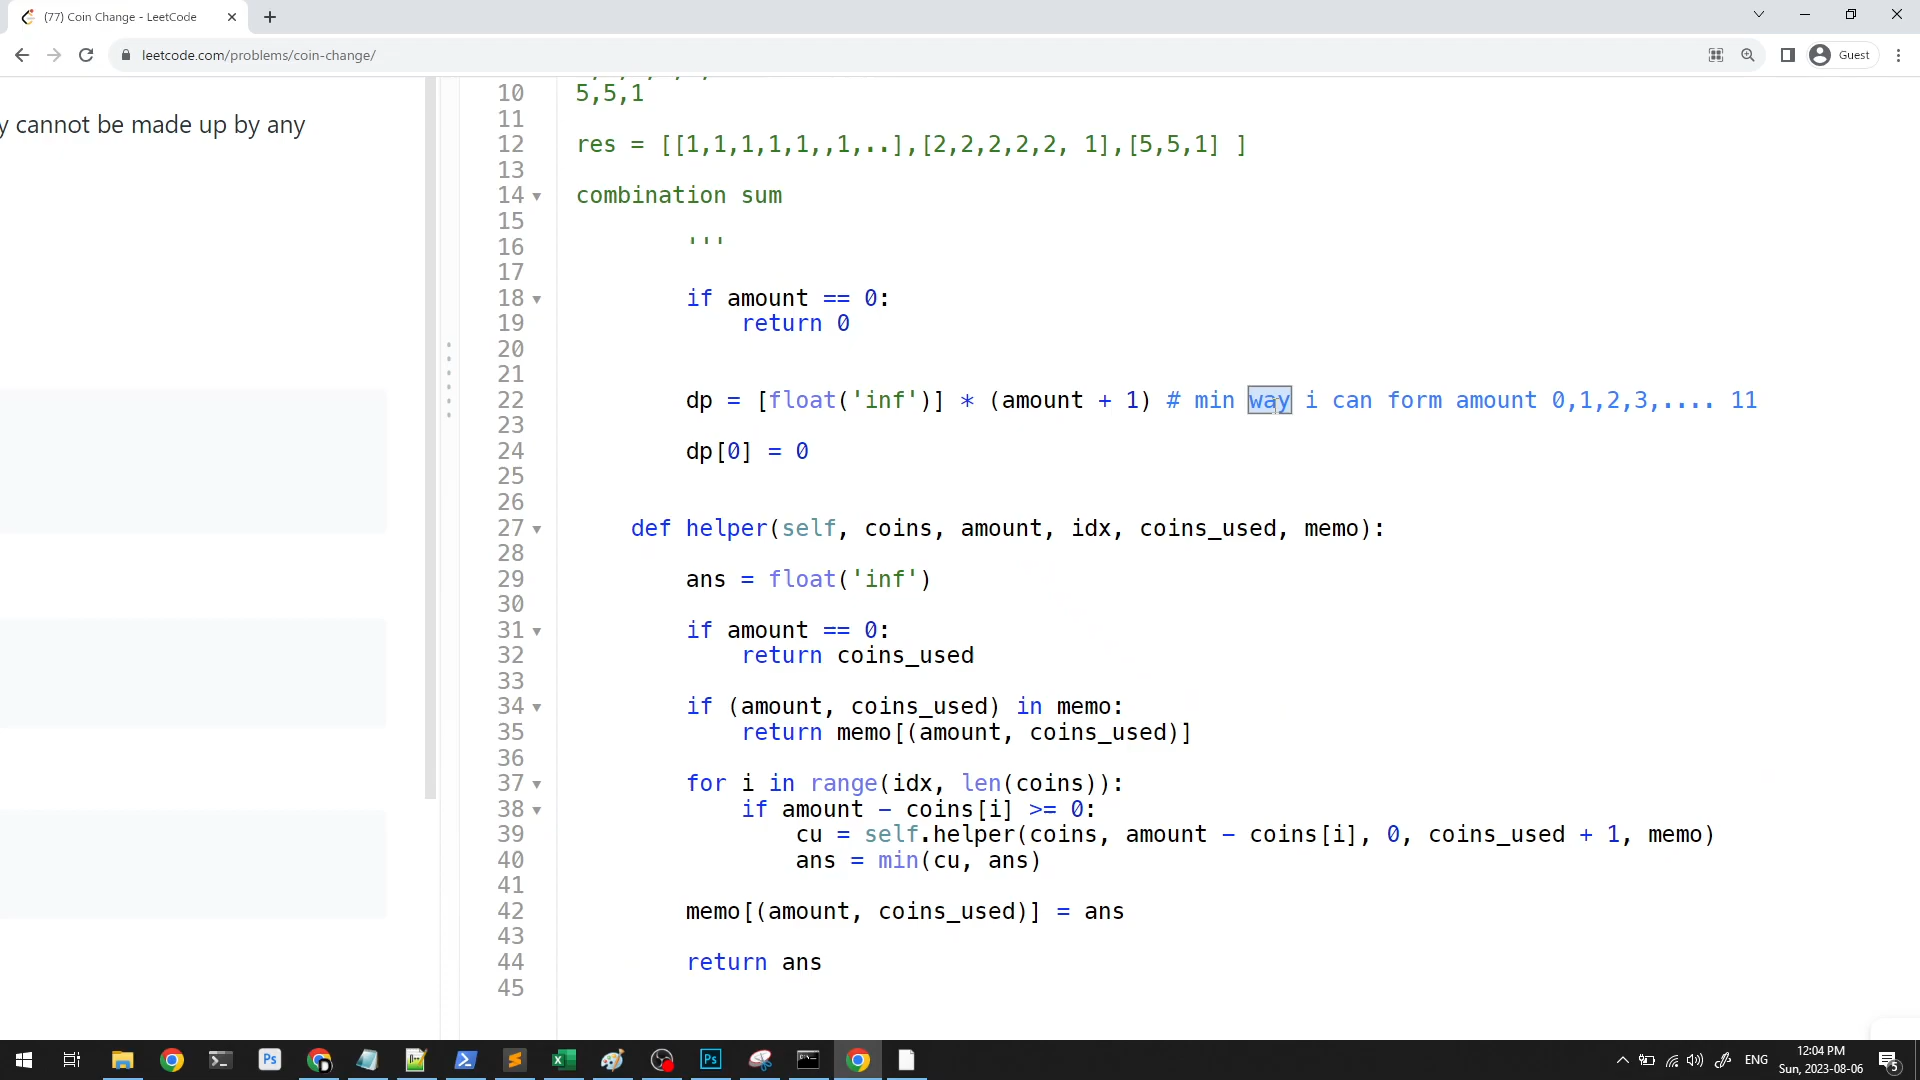 (77) Coin Change - LeetCode
leetcode.com/problems/coin-change/
Guest
y cannot be made up by any
10 5,5,1
11
12 res = [[1,1,1,1,1,,1,..],[2,2,2,2,2, 1],[5,5,1] ]
13
14 combination sum
15
16 '''
17
18 if amount == 0:
19 return 0
20
21
22 dp = [float('inf')] * (amount + 1) # min way i can form amount 0,1,2,3,.... 11
23
24 dp[0] = 0
25
26
27 def helper(self, coins, amount, idx, coins_used, memo):
28
29 ans = float('inf')
30
31 if amount == 0:
32 return coins_used
33
34 if (amount, coins_used) in memo:
35 return memo[(amount, coins_used)]
36
37 for i in range(idx, len(coins)):
38 if amount - coins[i] >= 0:
39 cu = self.helper(coins, amount - coins[i], 0, coins_used + 1, memo)
40 ans = min(cu, ans)
41
42 memo[(amount, coins_used)] = ans
43
44 return ans
45
Ps
Ps
ENG
12:04 PM
Sun, 2023-08-06
5